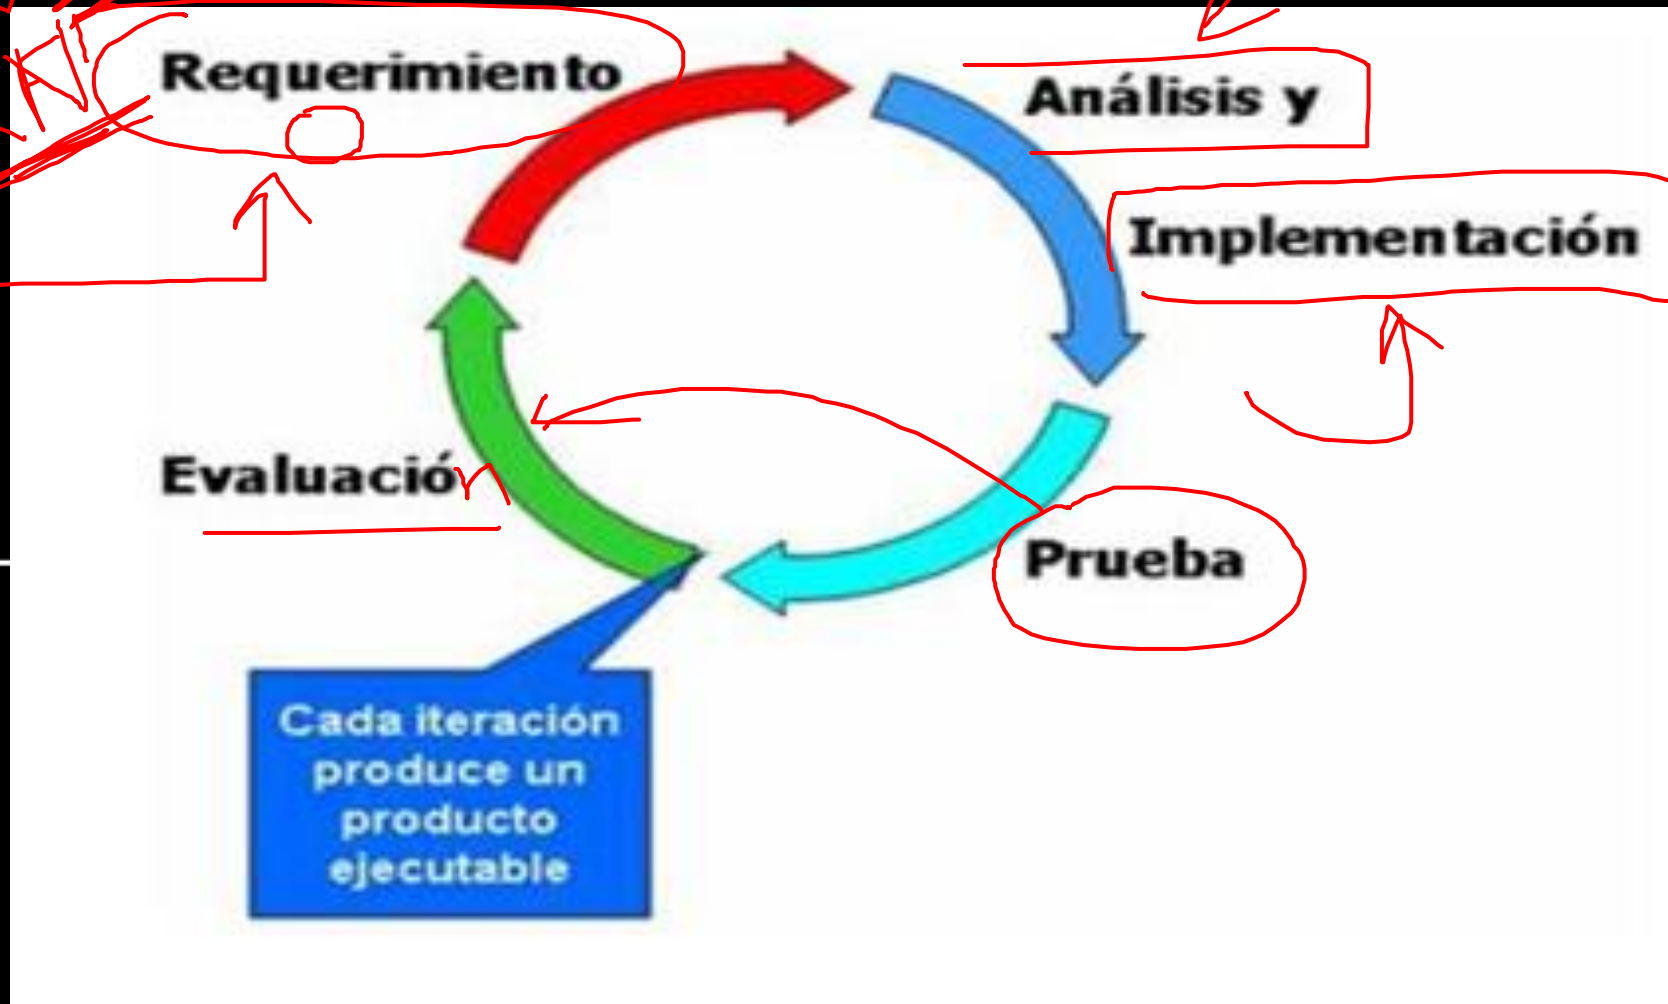 Requerimiento
Análisis y
Implementación
Evaluación
Prueba
Cada iteración
produce un
producto
ejecutable